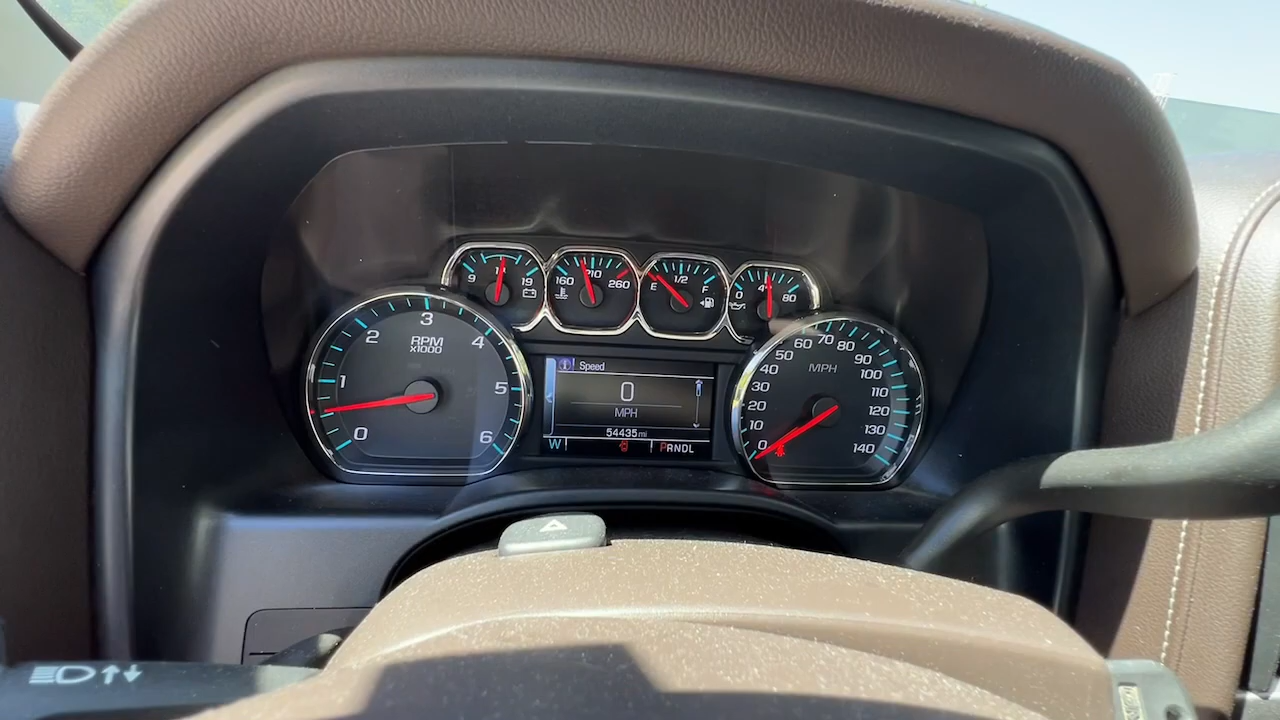 9 14 19
160 210 260
E 1/2 F
0 40 80
0 1 2 3 4 5 6
RPM
X1000
Speed
0
MPH
54435 mi
W PRNDL
0 10 20 30 40 50 60 70 80 90 100 110 120 130 140
MPH